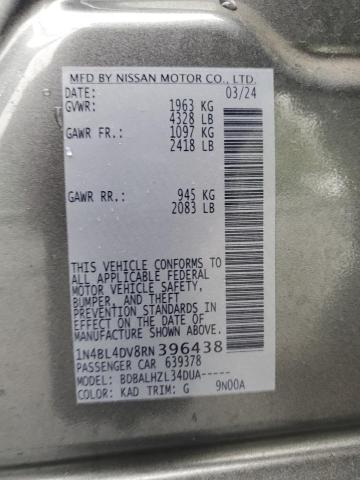 MFD BY NISSAN MOTOR CO., LTD.
DATE: 03/24
GVWR: 1963 KG
4328 LB
GAWR FR.: 1097 KG
2418 LB
GAWR RR.: 945 KG
2083 LB
THIS VEHICLE CONFORMS TO
ALL APPLICABLE FEDERAL
MOTOR VEHICLE SAFETY,
BUMPER, AND THEFT
PREVENTION STANDARDS IN
EFFECT ON THE DATE OF
MANUFACTURE SHOWN ABOVE.
1N4BL4DV8RN396438
PASSENGER CAR 639378
MODEL: BDBALHZL34DUA-----
COLOR: KAD TRIM: G 9N00A